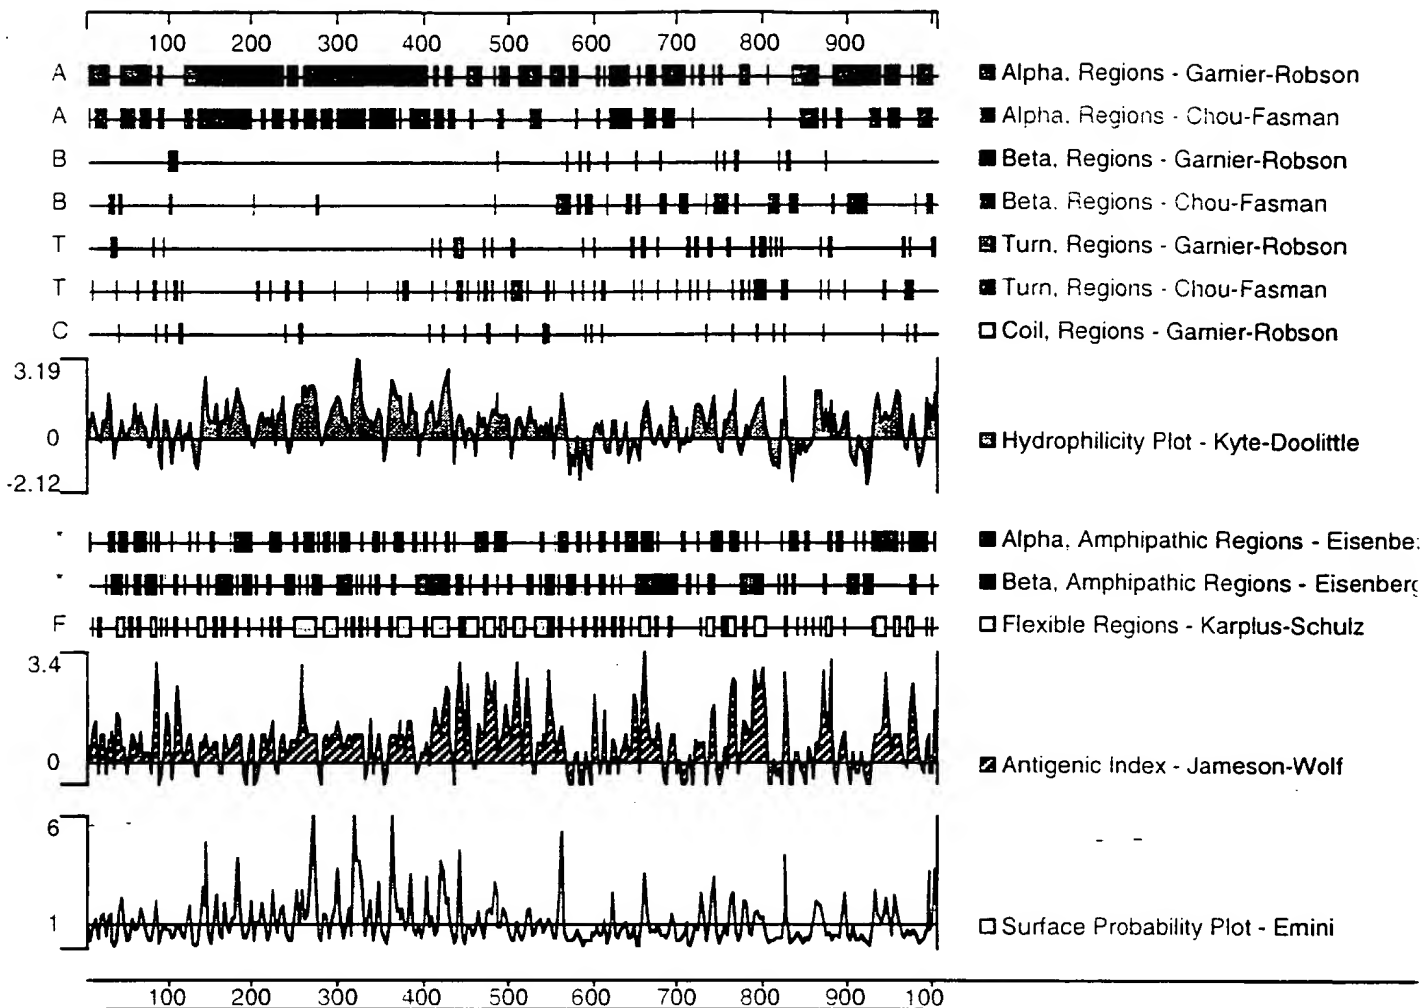 100 200 300 400 500 600 700 800 900
A Alpha, Regions - Garnier-Robson
A Alpha, Regions - Chou-Fasman
B Beta, Regions - Garnier-Robson
B Beta, Regions - Chou-Fasman
T Turn, Regions - Garnier-Robson
T Turn, Regions - Chou-Fasman
C Coil, Regions - Garnier-Robson
3.19
0 Hydrophilicity Plot - Kyte-Doolittle
-2.12
* Alpha, Amphipathic Regions - Eisenbe
* Beta, Amphipathic Regions - Eisenberg
F Flexible Regions - Karplus-Schulz
3.4
0 Antigenic Index - Jameson-Wolf
6
1 Surface Probability Plot - Emini
100 200 300 400 500 600 700 800 900 100